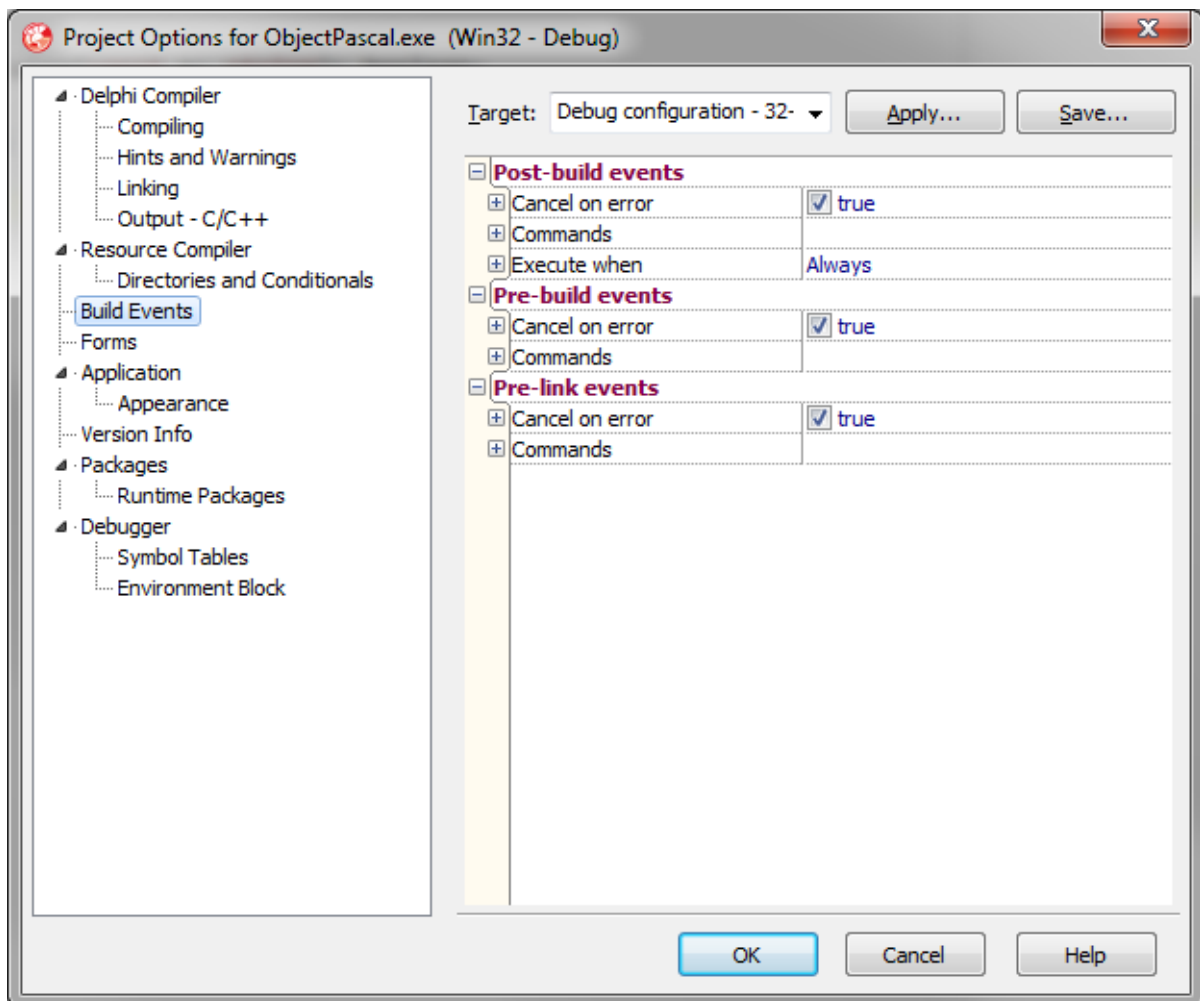 Project Options for ObjectPascal.exe (Win32 - Debug)
Delphi Compiler
Compiling
Hints and Warnings
Linking
Output - C/C++
Resource Compiler
Directories and Conditionals
Build Events
Forms
Application
Appearance
Version Info
Packages
Runtime Packages
Debugger
Symbol Tables
Environment Block
Target: Debug configuration - 32- Apply... Save...
Post-build events
Cancel on error true
Commands
Execute when Always
Pre-build events
Cancel on error true
Commands
Pre-link events
Cancel on error true
Commands
OK Cancel Help